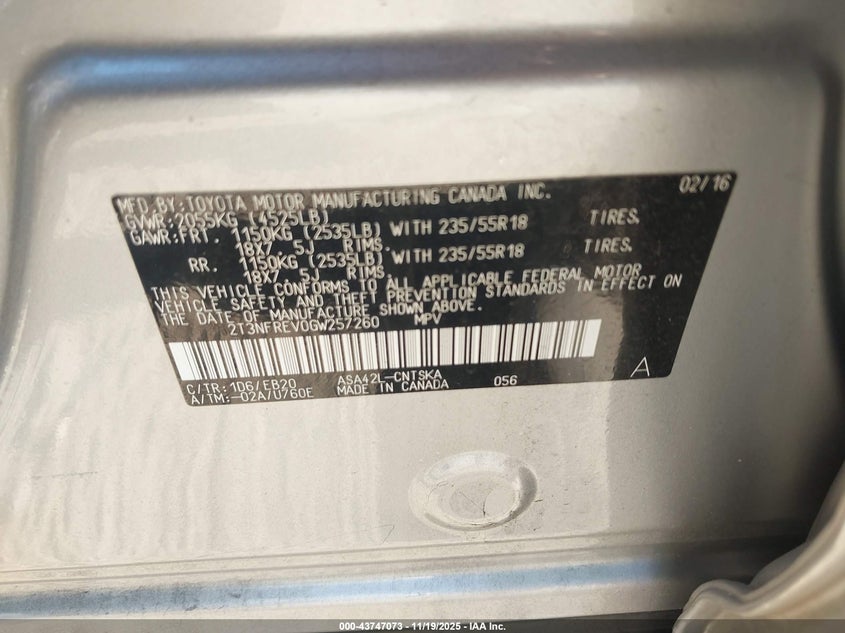 MFD.BY:TOYOTA MOTOR MANUFACTURING CANADA INC. 02/16
GVWR:2055KG (4525LB)
GAWR:FRT. 1150KG (2535LB) WITH 235/55R18 TIRES.
18X7 5J RIMS.
RR. 1150KG (2535LB) WITH 235/55R18 TIRES.
18X7 5J RIMS.
THIS VEHICLE CONFORMS TO ALL APPLICABLE FEDERAL MOTOR
VEHICLE SAFETY AND THEFT PREVENTION STANDARDS IN EFFECT ON
THE DATE OF MANUFACTURE SHOWN ABOVE.
2T3NFREV0GW257260 MPV
C/TR:1D6/EB20 ASA42L-CNTSKA 056 A
A/TM:-02A/U760E MADE IN CANADA
000-43747073 - 11/19/2025 - IAA Inc.